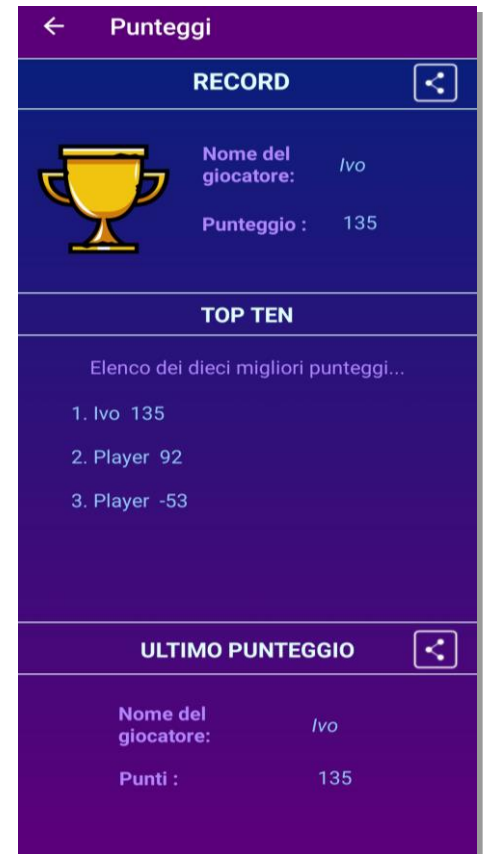 Punteggi
RECORD
Nome del
giocatore:
Ivo
Punteggio :
135
TOP TEN
Elenco dei dieci migliori punteggi...
1. Ivo 135
2. Player 92
3. Player -53
ULTIMO PUNTEGGIO
Nome del
giocatore:
Ivo
Punti :
135